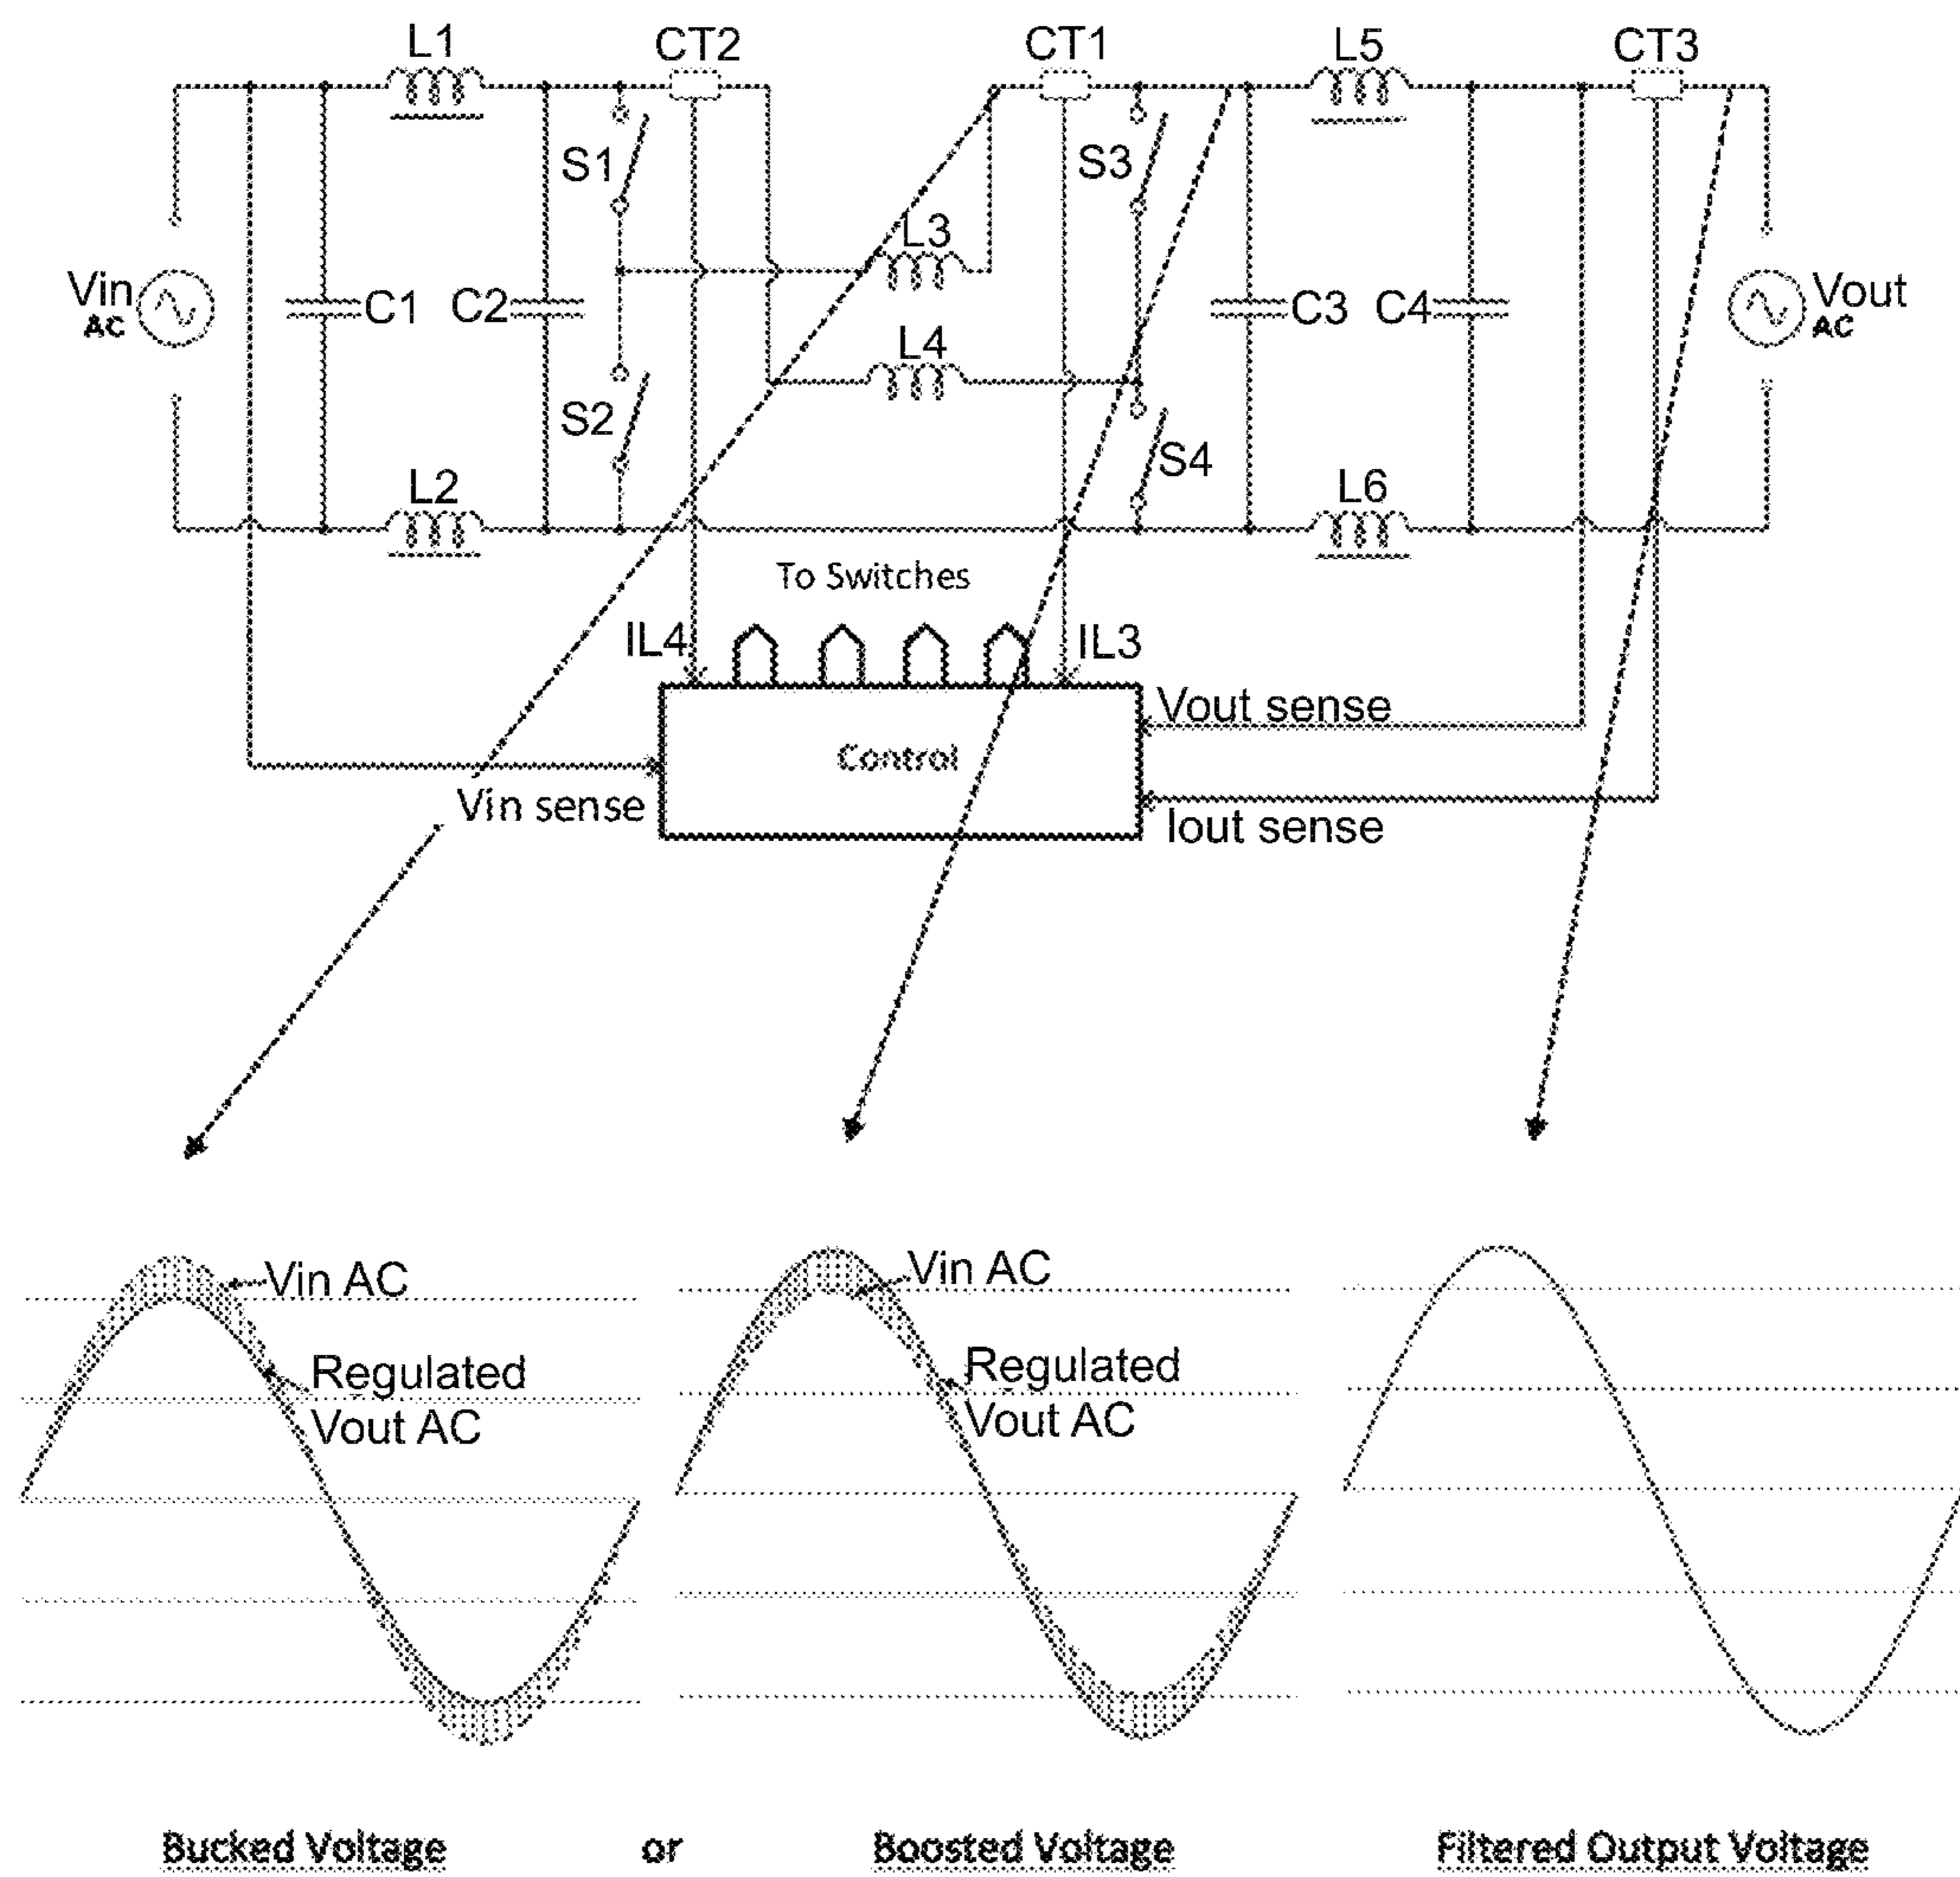 L1
CT2
CT1
L5
CT3
S1
S3
L3
Vin
AC
C1
C2
L4
C3
C4
Vout
AC
S2
S4
L2
L6
To Switches
IL4
IL3
Vout sense
Control
Vin sense
Iout sense
Vin AC
Regulated
Vout AC
Vin AC
Regulated
Vout AC
Bucked Voltage
or
Boosted Voltage
Filtered Output Voltage